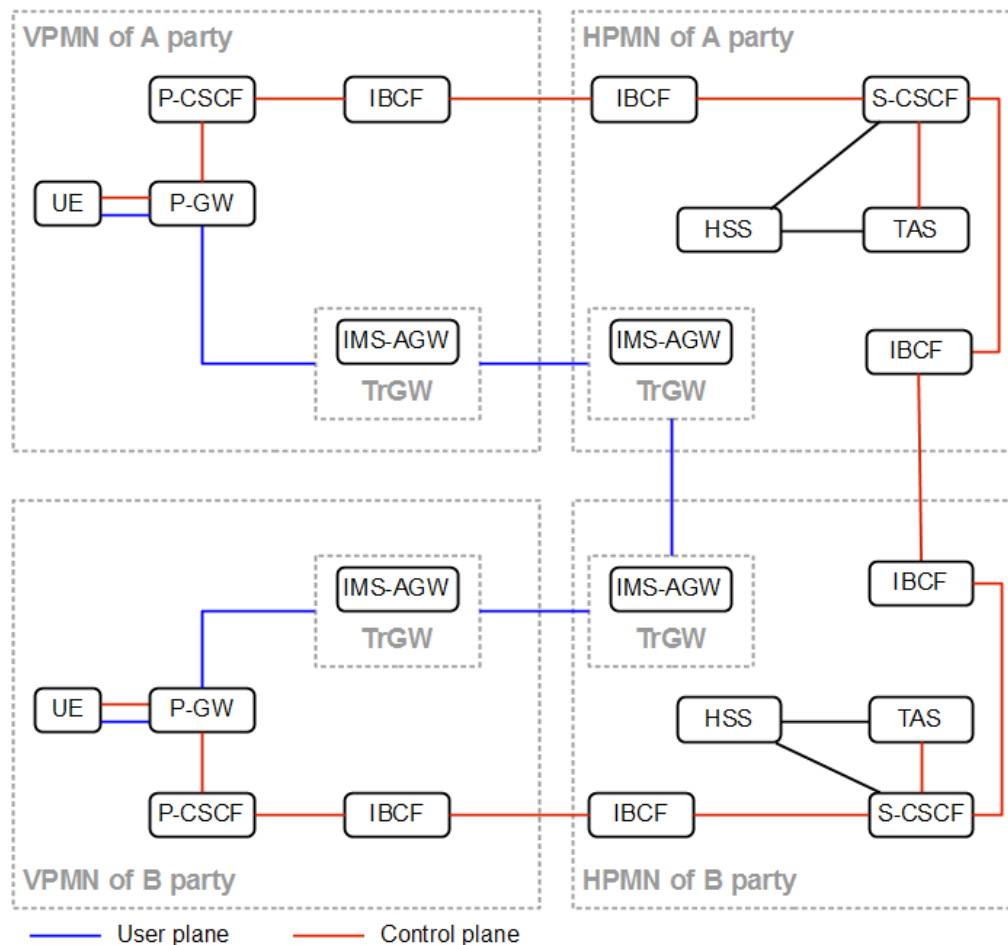 VPMN of A party
HPMN of A party
P-CSCF
IBCF
IBCF
S-CSCF
UE
P-GW
HSS
TAS
IMS-AGW
TrGW
IMS-AGW
TrGW
IBCF
IMS-AGW
TrGW
IMS-AGW
TrGW
IBCF
UE
P-GW
HSS
TAS
P-CSCF
IBCF
IBCF
S-CSCF
VPMN of B party
HPMN of B party
User plane
Control plane